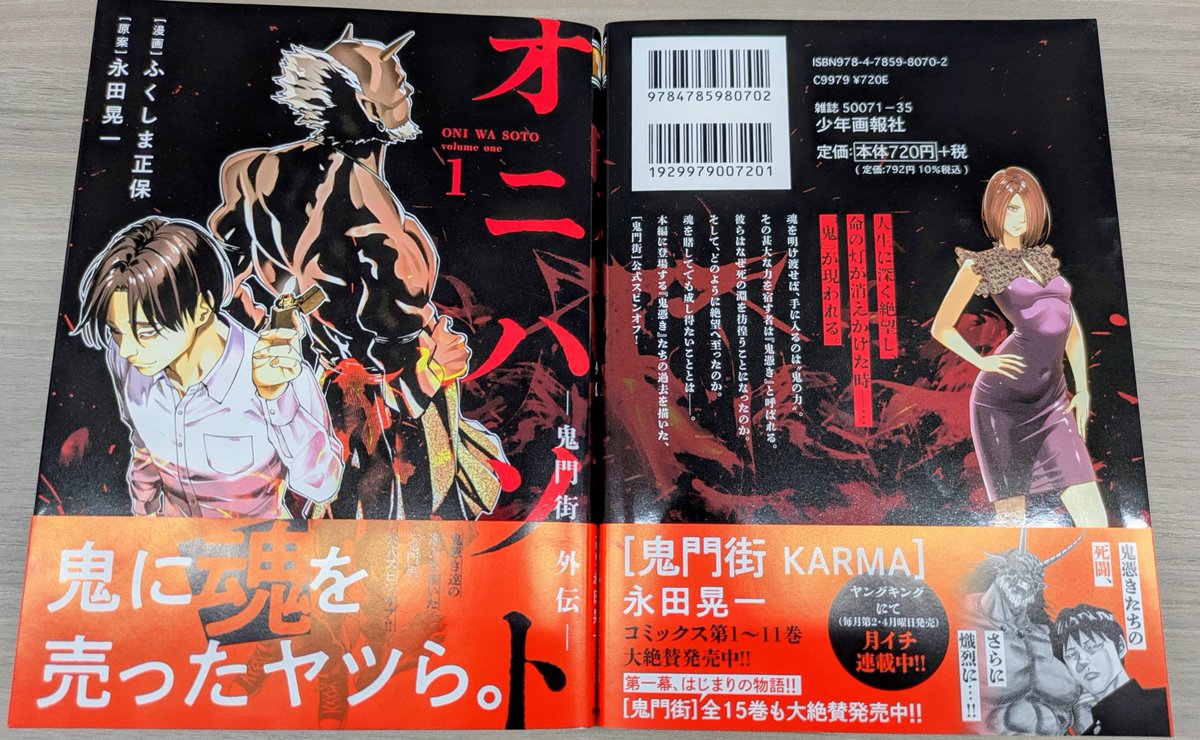 [漫画]ふくしま正保
[原案]永田晃一
オニハソト
ONI WA SOTO
volume one
1
―鬼門街 外伝―
鬼に魂を
売ったヤツら。
9784785980702
1929979007201
ISBN978-4-7859-8070-2
C9979 ¥720E
雑誌 50071-35
少年画報社
定価:本体720円+税
(定価:792円 10%税込)
人生に深く絶望し
命の灯が消えかけた時―…
『鬼』が現われる。
魂を明け渡せば、手に入るのは“鬼の力”。
その甚大な力を宿す者は『鬼憑き』と呼ばれる。
彼らはなぜ死の淵を彷徨うことになったのか。
そして、どのように絶望へ至ったのか。
魂を賭してでも成し得たいこととは―。
本編に登場する『鬼憑き』たちの過去を描いた、
[鬼門街]公式スピンオフ!
[鬼門街 KARMA]
永田晃一
コミックス第1〜11巻
大絶賛発売中!!
ヤングキング
にて
(毎月第2・4月曜日発売)
月イチ
連載中!!
第一幕、はじまりの物語!!
[鬼門街]全15巻も大絶賛発売中!!
鬼憑きたちの
死闘、
さらに
熾烈に…!!